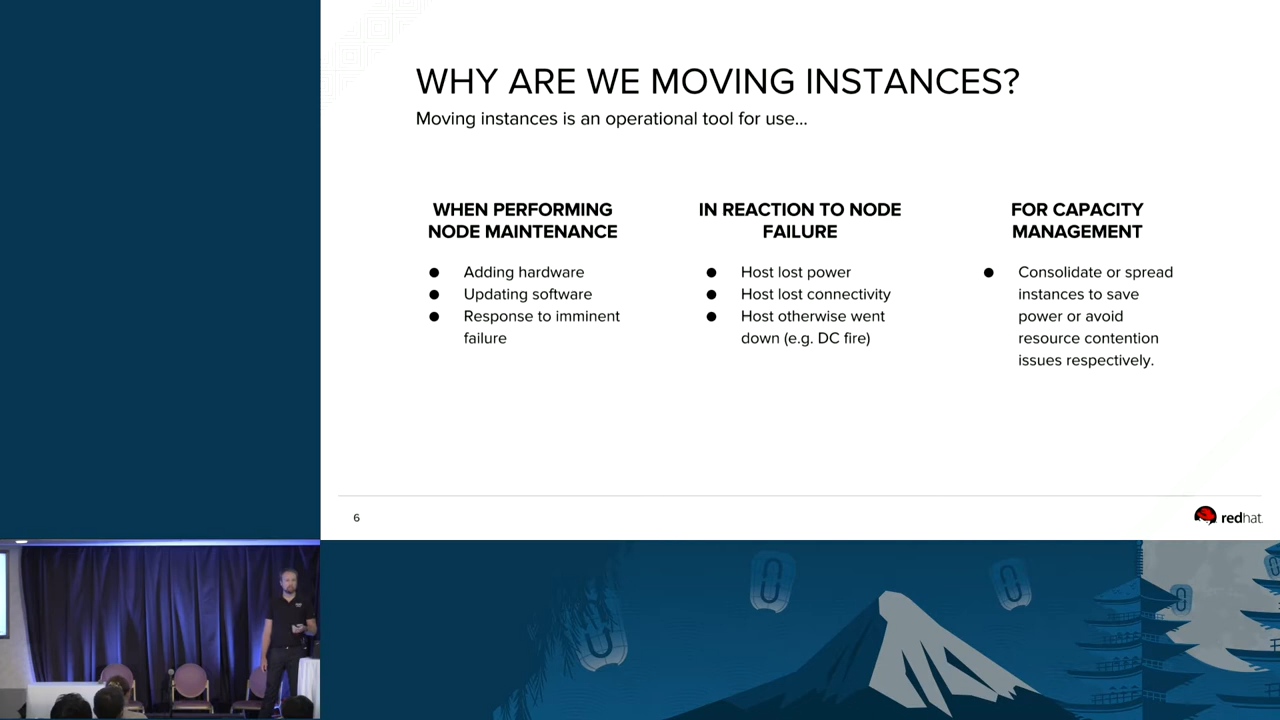 WHY ARE WE MOVING INSTANCES?
Moving instances is an operational tool for use...
WHEN PERFORMING
NODE MAINTENANCE
● Adding hardware
● Updating software
● Response to imminent
failure
IN REACTION TO NODE
FAILURE
● Host lost power
● Host lost connectivity
● Host otherwise went
down (e.g. DC fire)
FOR CAPACITY
MANAGEMENT
● Consolidate or spread
instances to save
power or avoid
resource contention
issues respectively.
6
redhat.